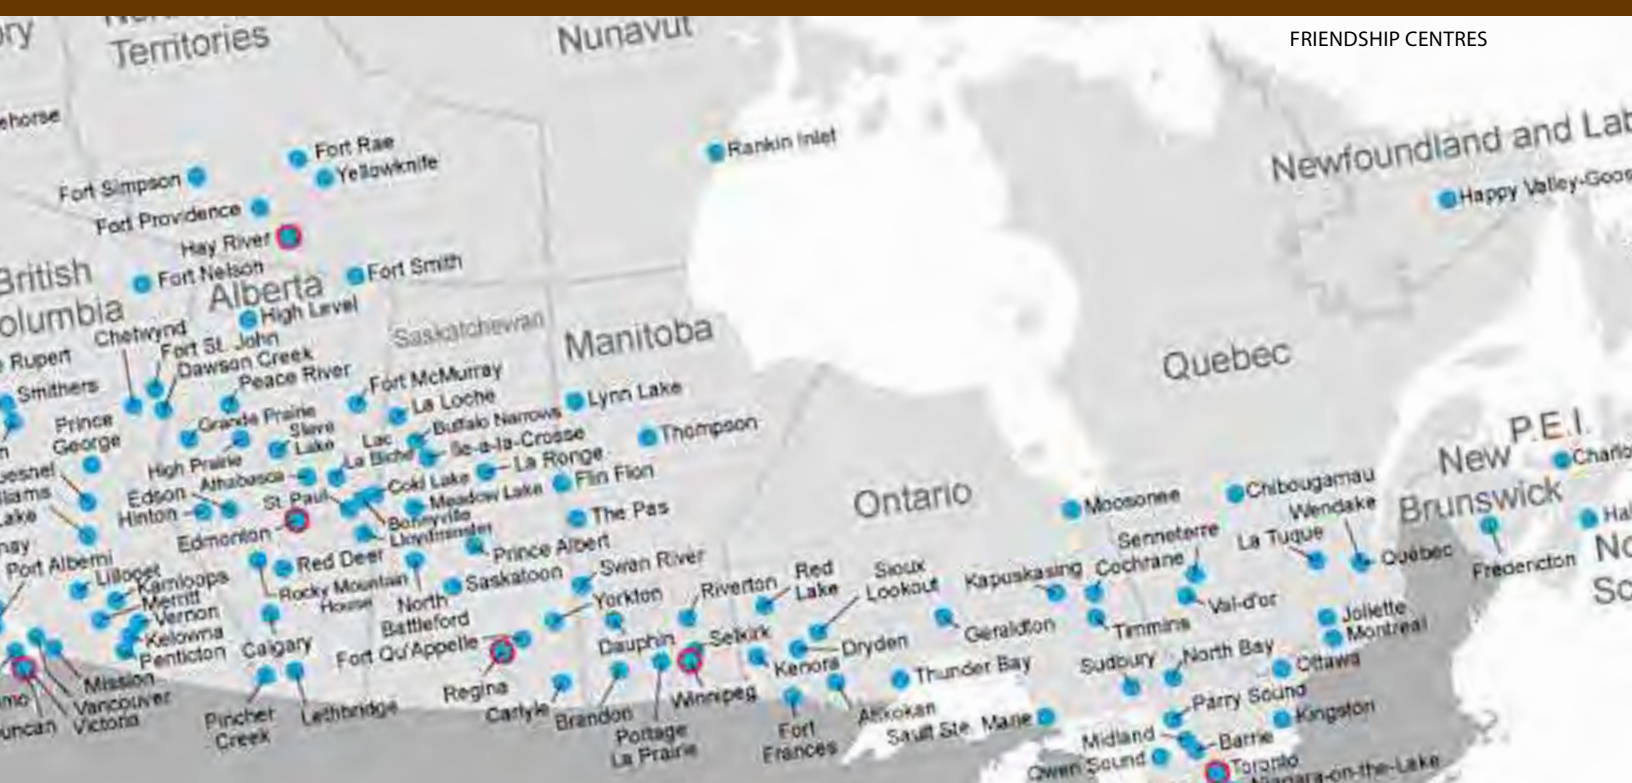 FRIENDSHIP CENTRES
Territories
Nunavut
Fort Rae
Yellowknife
Rankin Inlet
Fort Simpson
Fort Providence
Hay River
Newfoundland and Lab
Happy Valley-Goos
British
Fort Nelson
Fort Smith
Alberta
High Level
Saskatchewan
Manitoba
Quebec
Chetwynd
Fort St. John
Dawson Creek
Rupert
Smithers
Peace River
Fort McMurray
La Loche
Lynn Lake
Thompson
Prince
George
Grande Prairie
Slave
Lake
High Prairie
Lac
La Biche
Buffalo Narrows
Ile-a-la-Crosse
La Ronge
Flin Flon
Athabasca
Edson
Hinton
St. Paul
Cold Lake
Meadow Lake
Bonnyville
Lloydminster
The Pas
Edmonton
Prince Albert
Ontario
Moosonee
Chibougamau
Wendake
New
Brunswick
P.E.I.
Charlo
Senneterre
La Tuque
Québec
Fredericton
Port Alberni
Lillooet
Kamloops
Merritt
Vernon
Kelowna
Penticton
Red Deer
Rocky Mountain
House
North
Battleford
Saskatoon
Swan River
Yorkton
Riverton
Red
Lake
Sioux
Lookout
Kapuskasing
Cochrane
Val-d'or
Joliette
Montreal
Calgary
Fort Qu'Appelle
Dauphin
Selkirk
Dryden
Kenora
Geraldton
Timmins
Sudbury
North Bay
Ottawa
Mission
Vancouver
Victoria
Pincher
Creek
Lethbridge
Regina
Carlyle
Brandon
Portage
La Prairie
Winnipeg
Fort
Frances
Atikokan
Thunder Bay
Sault Ste. Marie
Parry Sound
Kingston
Midland
Barrie
Owen Sound
Toronto
Niagara-on-the-Lake